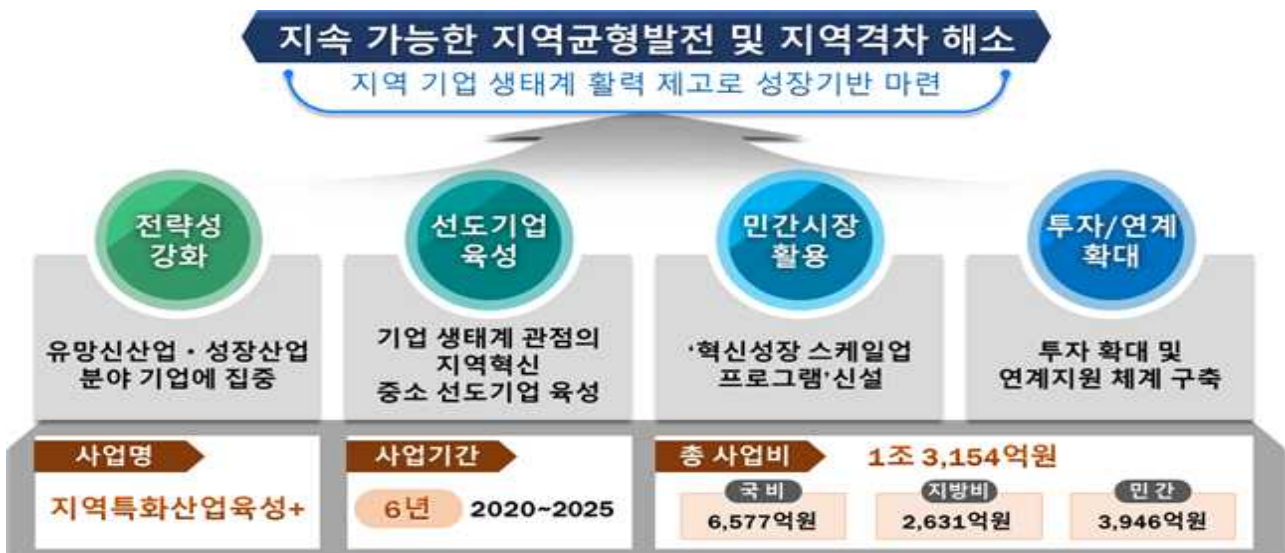 지속 가능한 지역균형발전 및 지역격차 해소
지역 기업 생태계 활력 제고로 성장기반 마련
전략성
강화
유망신산업·성장산업
분야 기업에 집중
선도기업
육성
기업 생태계 관점의
지역혁신
중소 선도기업 육성
민간시장
활용
‘혁신성장 스케일업
프로그램’신설
투자/연계
확대
투자 확대 및
연계지원 체계 구축
사업명
지역특화산업육성+
사업기간
6년 2020~2025
총 사업비 1조 3,154억원
국비
6,577억원
지방비
2,631억원
민간
3,946억원